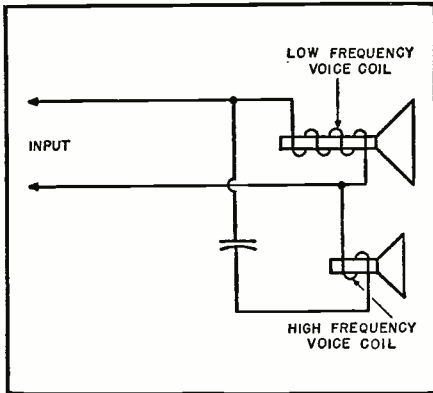 LOW FREQUENCY
VOICE COIL
INPUT
HIGH FREQUENCY
VOICE COIL